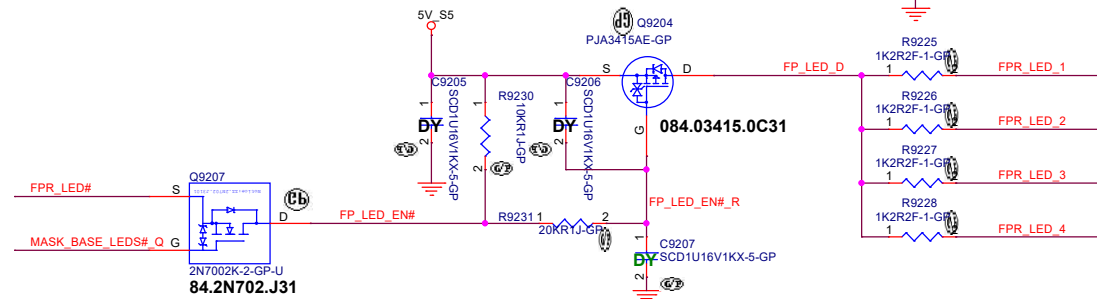 5V_S5
Q9204
PJA3415AE-GP
S
D
G
084.03415.0C31
FP_LED_D
C9205
SCD1U16V1KX-5-GP
1
2
DY
R9230
10KR1J-GP
1
2
C9206
SCD1U16V1KX-5-GP
1
2
DY
R9225
1K2R2F-1-GP
1
2
FPR_LED_1
R9226
1K2R2F-1-GP
1
2
FPR_LED_2
R9227
1K2R2F-1-GP
1
2
FPR_LED_3
R9228
1K2R2F-1-GP
1
2
FPR_LED_4
Q9207
FPR_LED#
S
MASK_BASE_LEDS#_Q
G
D
2N7002K-2-GP-U
84.2N702.J31
FP_LED_EN#
R9231
1
2
20KR1J-GP
FP_LED_EN#_R
C9207
SCD1U16V1KX-5-GP
1
2
DY